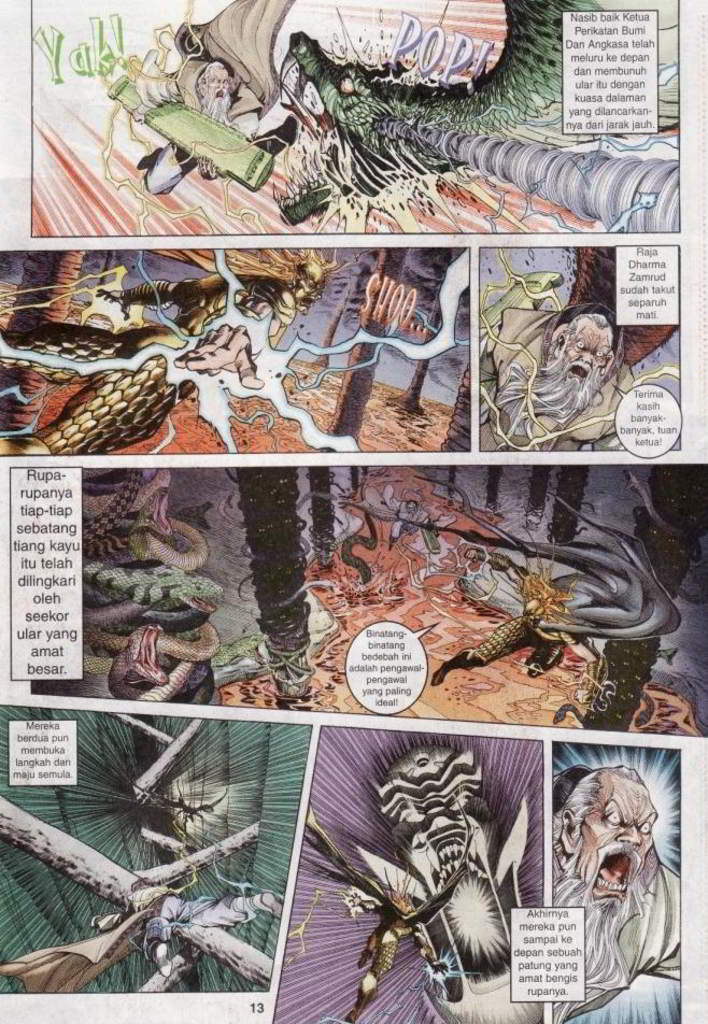 Yak!
POP!
Nasib baik Ketua
Perikatan Bumi
Dan Angkasa telah
meluru ke depan
dan membunuh
ular itu dengan
kuasa dalaman
yang dilancarkan-
nya dari jarak jauh.
SHOO...
Raja
Dharma
Zamrud
sudah takut
separuh
mati.
Terima
kasih
banyak-
banyak, tuan
ketua!
Rupa-
rupanya
tiap-tiap
sebatang
tiang kayu
itu telah
dilingkari
oleh
seekor
ular yang
amat
besar.
Binatang-
binatang
bedebah ini
adalah pengawal-
pengawal
yang paling
ideal!
Mereka
berdua pun
membuka
langkah dan
maju semula.
Akhirnya
mereka pun
sampai ke
depan sebuah
patung yang
amat bengis
rupanya.
13